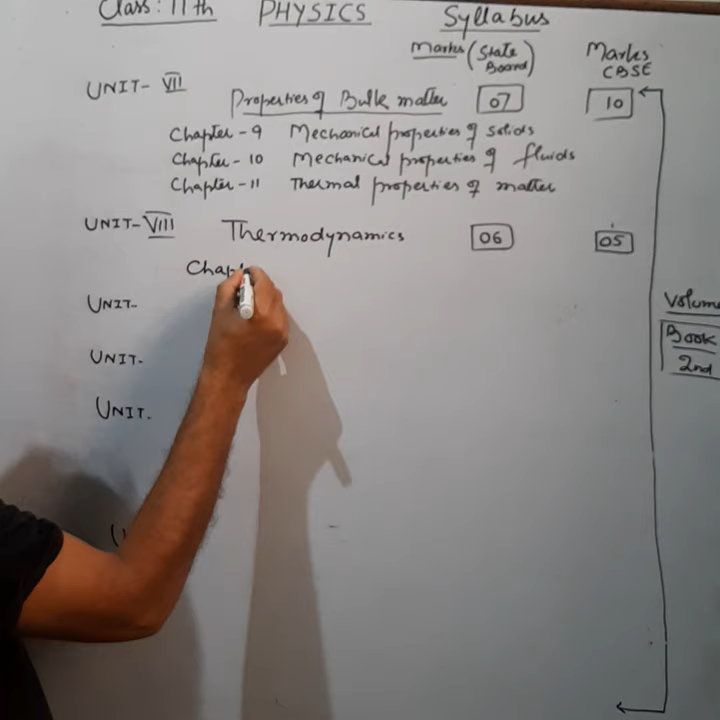 Class: 11th PHYSICS Syllabus
Marks (State Board) Marks CBSE
UNIT- VII Properties of Bulk matter 07 10
Chapter - 9 Mechanical properties of solids
Chapter - 10 Mechanical properties of fluids
Chapter - 11 Thermal properties of matter
UNIT- VIII Thermodynamics 06 05
Chapt
UNIT- Volum
Book
UNIT- 2nd
UNIT.